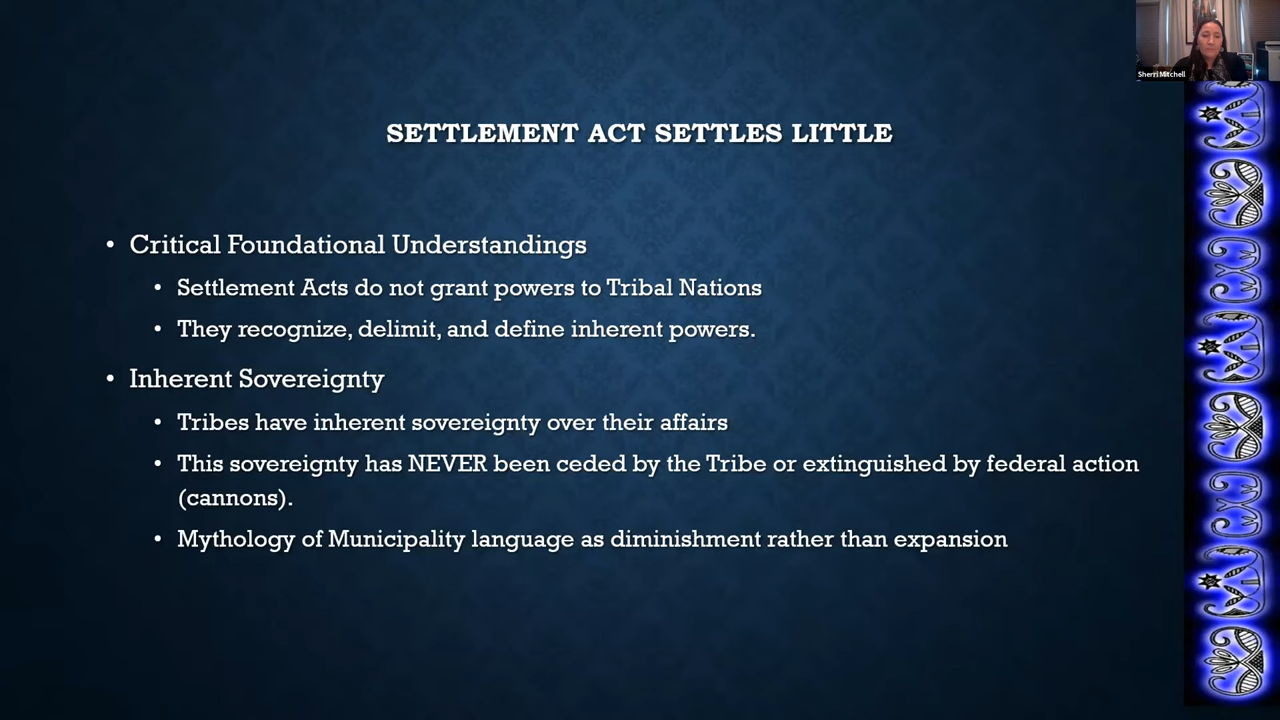 Sherri Mitchell
SETTLEMENT ACT SETTLES LITTLE
• Critical Foundational Understandings
• Settlement Acts do not grant powers to Tribal Nations
• They recognize, delimit, and define inherent powers.
• Inherent Sovereignty
• Tribes have inherent sovereignty over their affairs
• This sovereignty has NEVER been ceded by the Tribe or extinguished by federal action
(cannons).
• Mythology of Municipality language as diminishment rather than expansion